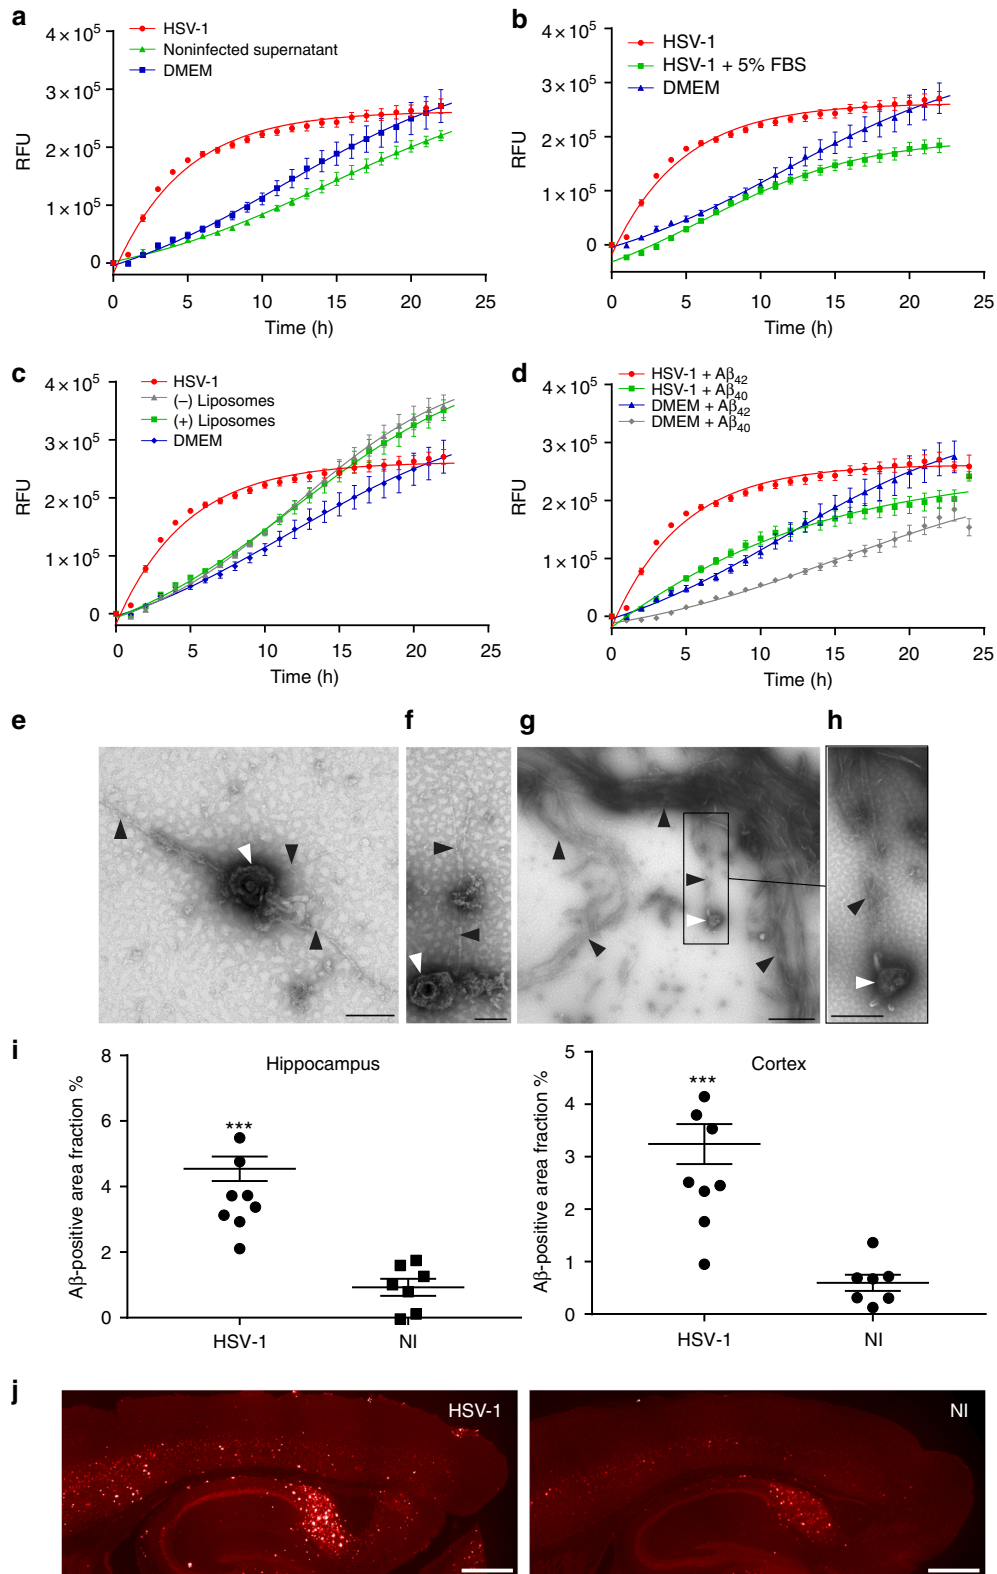 a
4 × 10⁵
3 × 10⁵
2 × 10⁵
1 × 10⁵
0
RFU
HSV-1
Noninfected supernatant
DMEM
0 5 10 15 20 25
Time (h)
b
4 × 10⁵
3 × 10⁵
2 × 10⁵
1 × 10⁵
0
RFU
HSV-1
HSV-1 + 5% FBS
DMEM
0 5 10 15 20 25
Time (h)
c
4 × 10⁵
3 × 10⁵
2 × 10⁵
1 × 10⁵
0
RFU
HSV-1
(–) Liposomes
(+) Liposomes
DMEM
0 5 10 15 20 25
Time (h)
d
4 × 10⁵
3 × 10⁵
2 × 10⁵
1 × 10⁵
0
RFU
HSV-1 + Aβ₄₂
HSV-1 + Aβ₄₀
DMEM + Aβ₄₂
DMEM + Aβ₄₀
0 5 10 15 20 25
Time (h)
e
f
g
h
i
Aβ-positive area fraction %
8
6
4
2
0
Hippocampus
***
HSV-1 NI
Aβ-positive area fraction %
5
4
3
2
1
0
Cortex
***
HSV-1 NI
j
HSV-1
NI